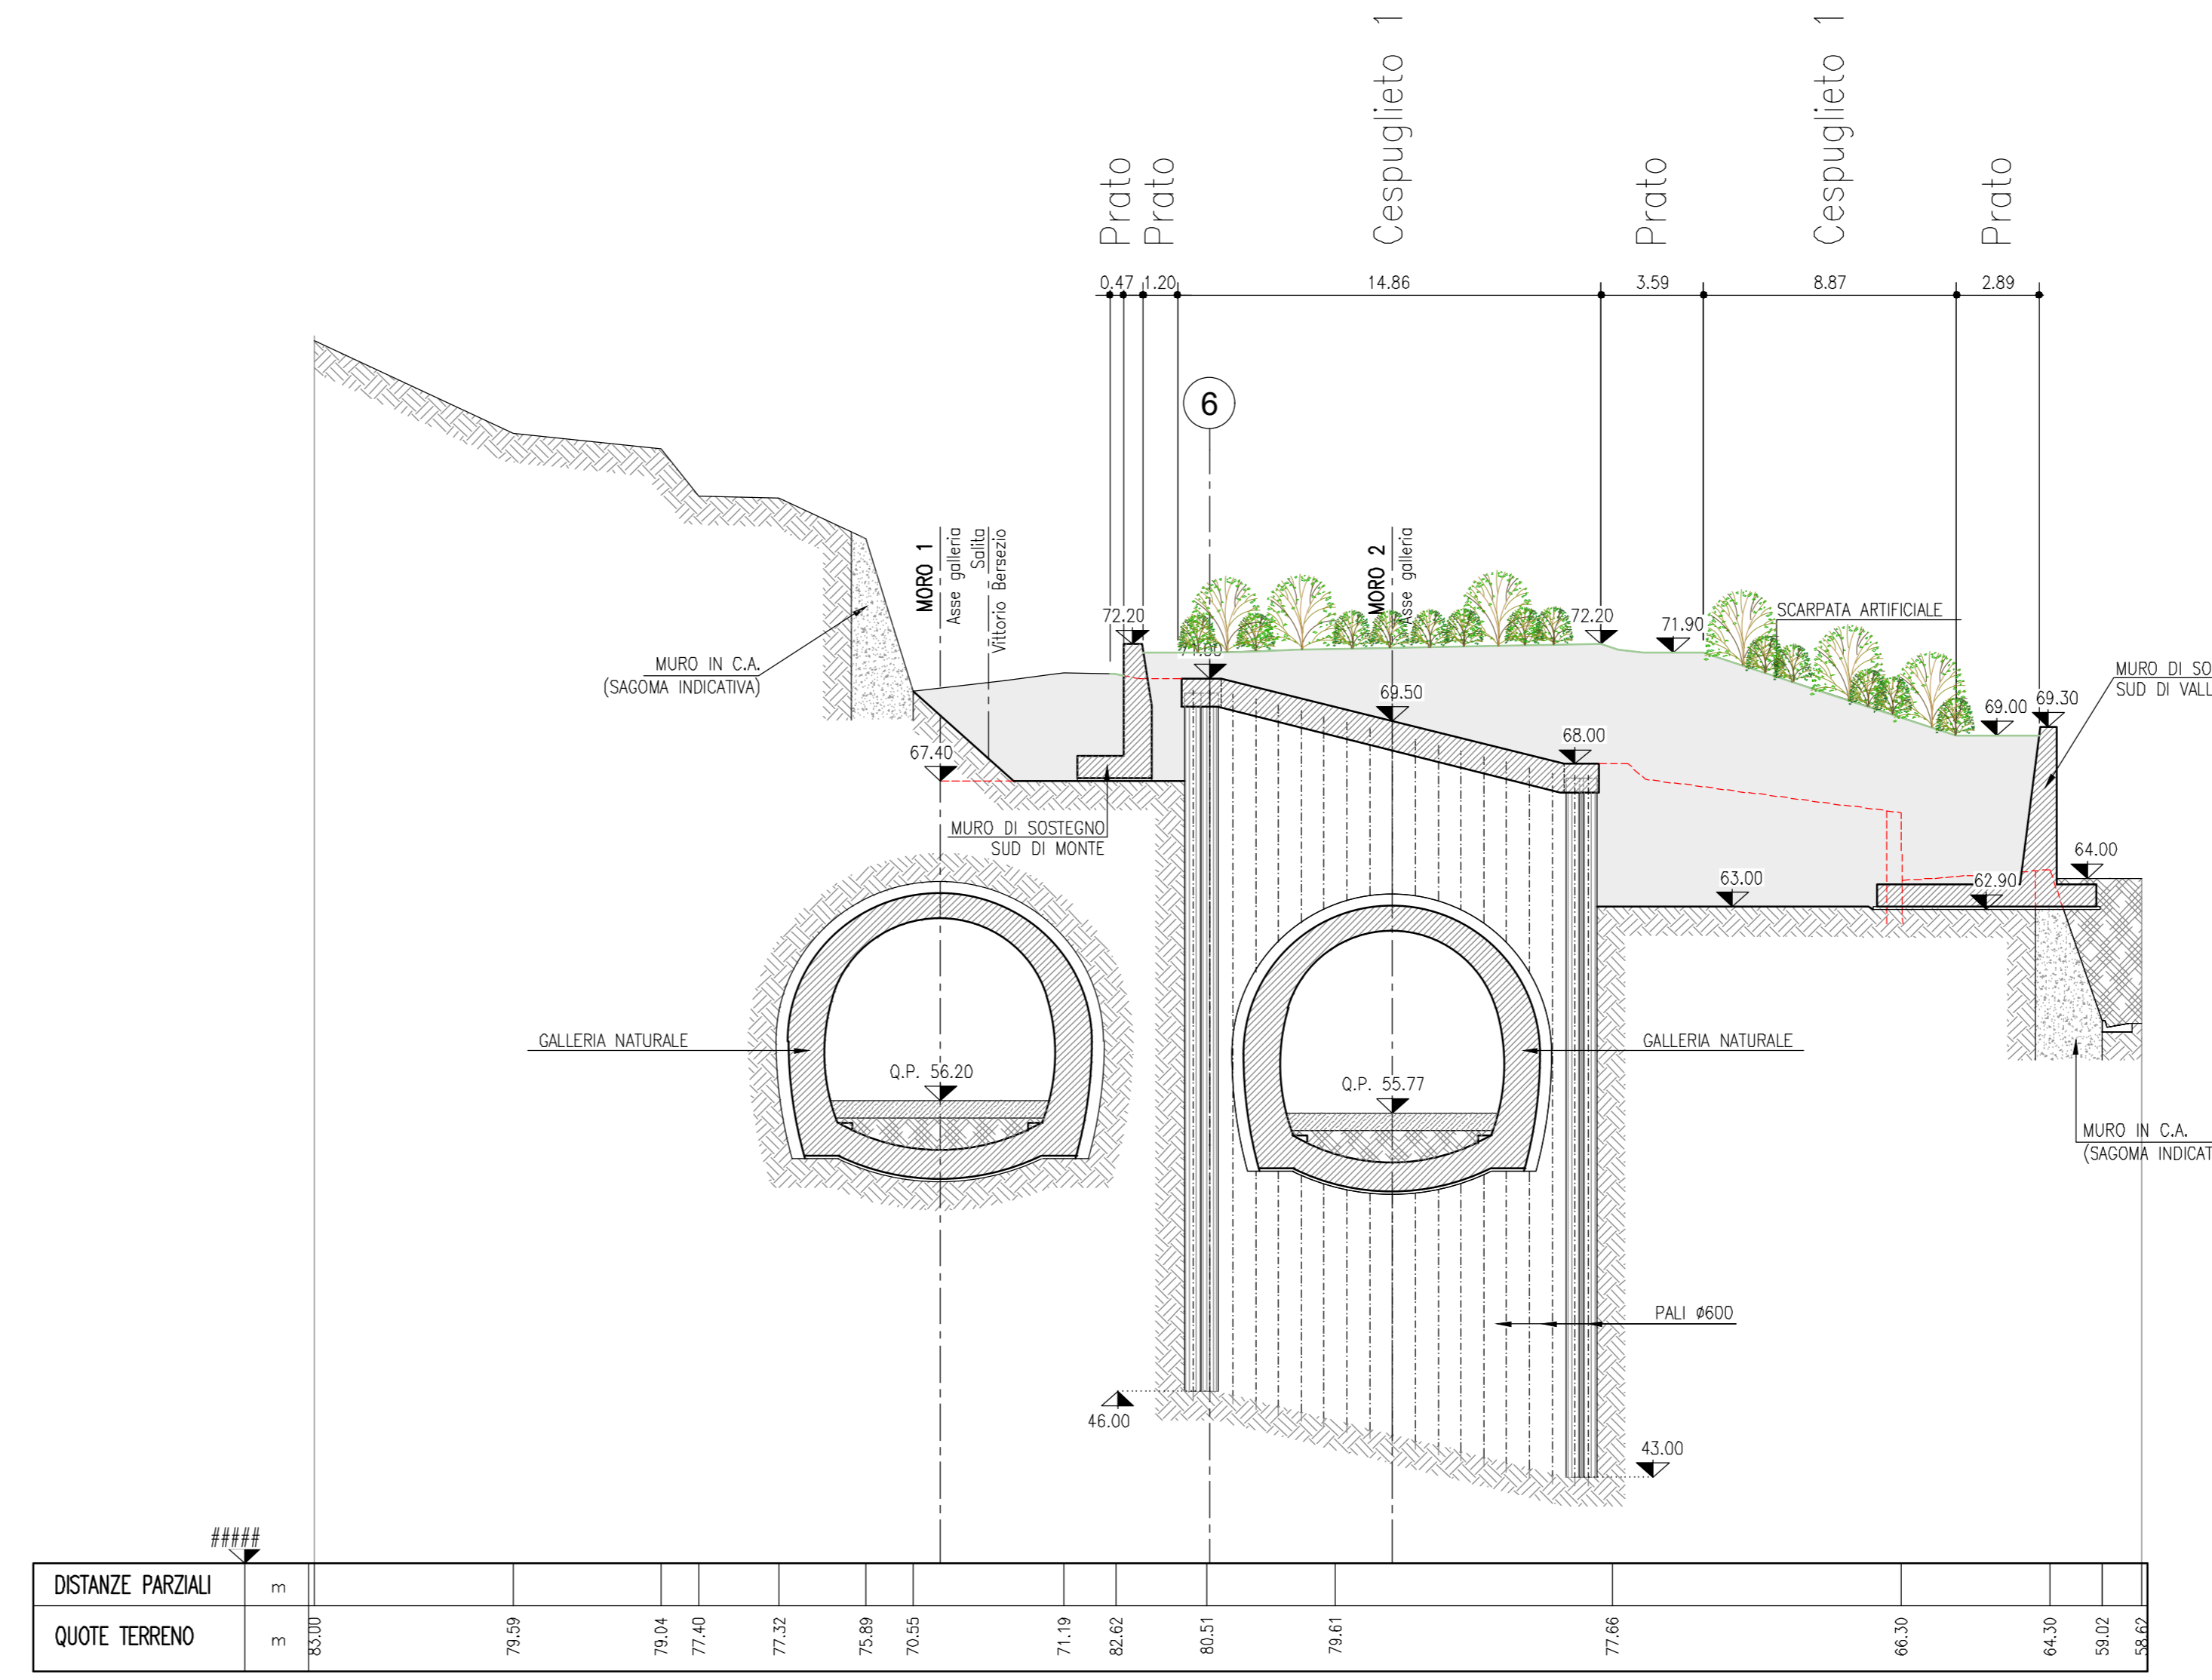 Prato
Prato
Cespuglieto 1
Prato
Cespuglieto 1
Prato
0.47
1.20
14.86
3.59
8.87
2.89
6
MORO 1
Asse galleria
Salita
Vittorio Bersezio
MORO 2
Asse galleria
72.20
72.20
71.90
SCARPATA ARTIFICIALE
MURO IN C.A.
(SAGOMA INDICATIVA)
MURO DI SO
SUD DI VALL
69.50
69.00
69.30
68.00
67.40
MURO DI SOSTEGNO
SUD DI MONTE
64.00
63.00
62.90
GALLERIA NATURALE
GALLERIA NATURALE
Q.P. 56.20
Q.P. 55.77
MURO IN C.A.
(SAGOMA INDICAT
PALI ø600
46.00
43.00
#####
DISTANZE PARZIALI m
QUOTE TERRENO m 83.00 79.59 79.04 77.40 77.32 75.89 70.55 71.19 82.62 80.51 79.61 77.66 66.30 64.30 59.02 58.62